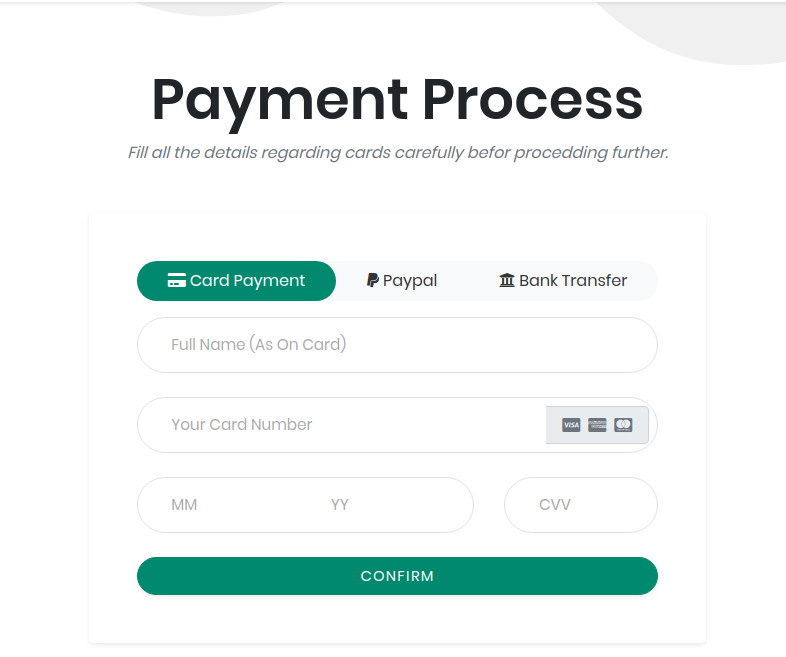 Payment Process
Fill all the details regarding cards carefully befor procedding further.
Card Payment Paypal Bank Transfer
Full Name (As On Card)
Your Card Number VISA
MM YY CVV
CONFIRM